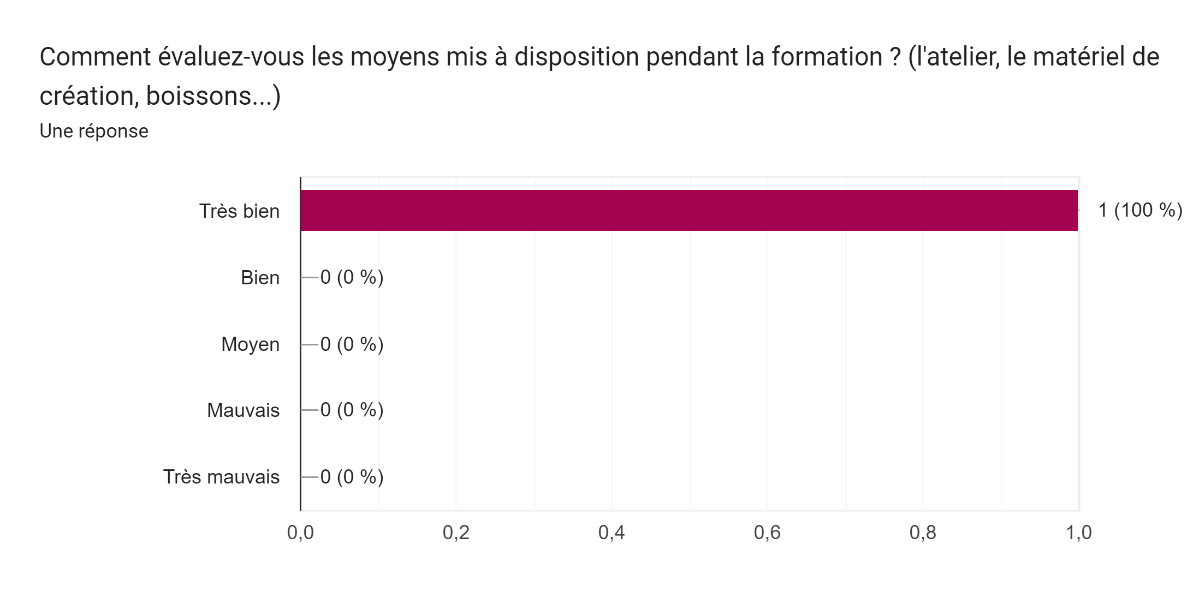 Comment évaluez-vous les moyens mis à disposition pendant la formation ? (l'atelier, le matériel de
création, boissons...)
Une réponse
Très bien
1 (100 %)
Bien
0 (0 %)
Moyen
0 (0 %)
Mauvais
0 (0 %)
Très mauvais
0 (0 %)
0,0
0,2
0,4
0,6
0,8
1,0